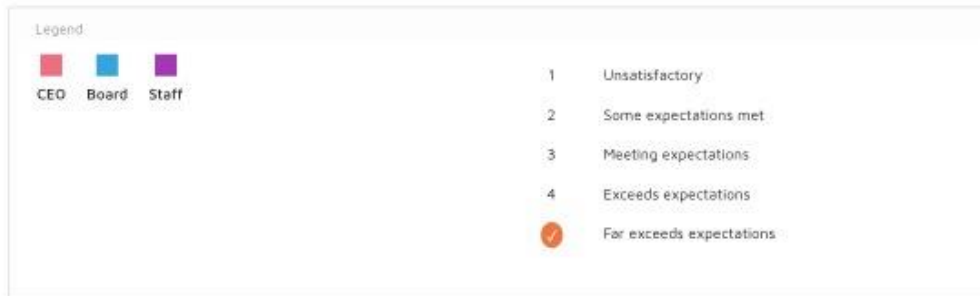 Legend
CEO Board Staff
1 Unsatisfactory
2 Some expectations met
3 Meeting expectations
4 Exceeds expectations
Far exceeds expectations